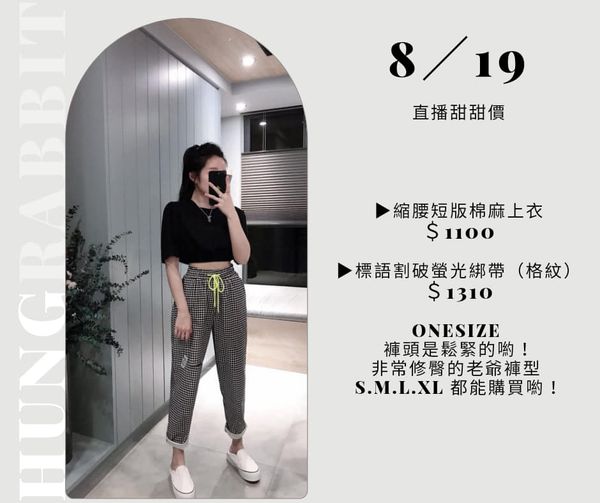 HUNGRABBIT
8／19
直播甜甜價
▶縮腰短版棉麻上衣
＄1100
▶標語割破螢光綁帶（格紋）
＄1310
ONESIZE
褲頭是鬆緊的喲！
非常修臀的老爺褲型
S.M.L.XL 都能購買喲！